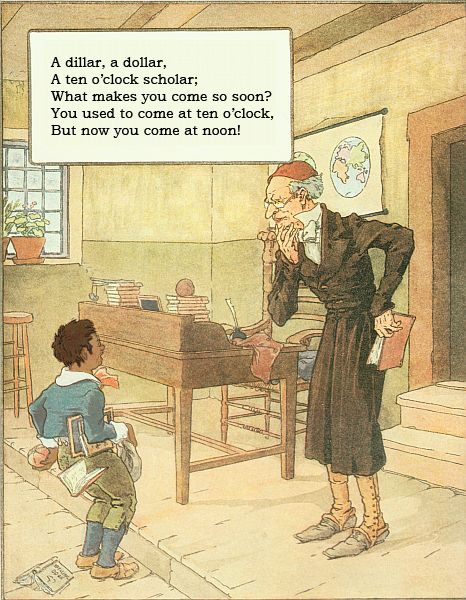 A dillar, a dollar,
A ten o'clock scholar;
What makes you come so soon?
You used to come at ten o'clock,
But now you come at noon!